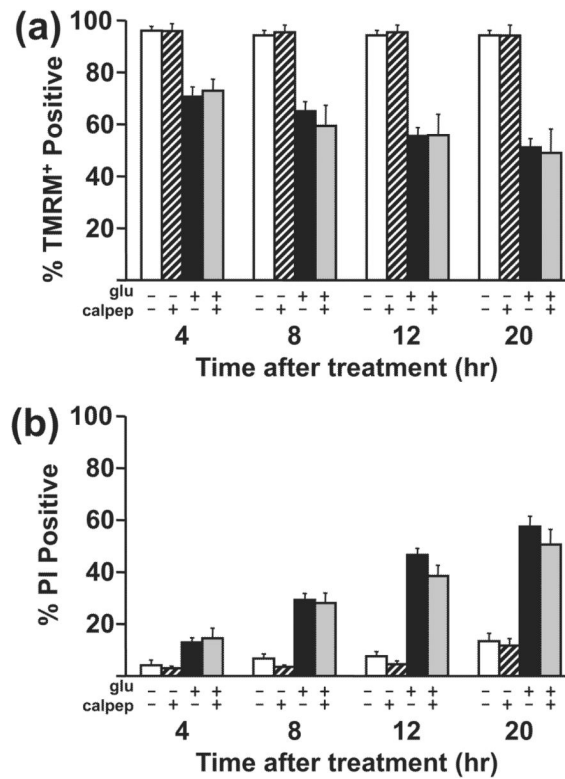 (a)
% TMRM+ Positive
100
80
60
40
20
glu − − + + − − + + − − + + − − + +
calpep − + − + − + − + − + − + − + − +
4 8 12 20
Time after treatment (hr)
(b)
% PI Positive
100
80
60
40
20
glu − − + + − − + + − − + + − − + +
calpep − + − + − + − + − + − + − + − +
4 8 12 20
Time after treatment (hr)